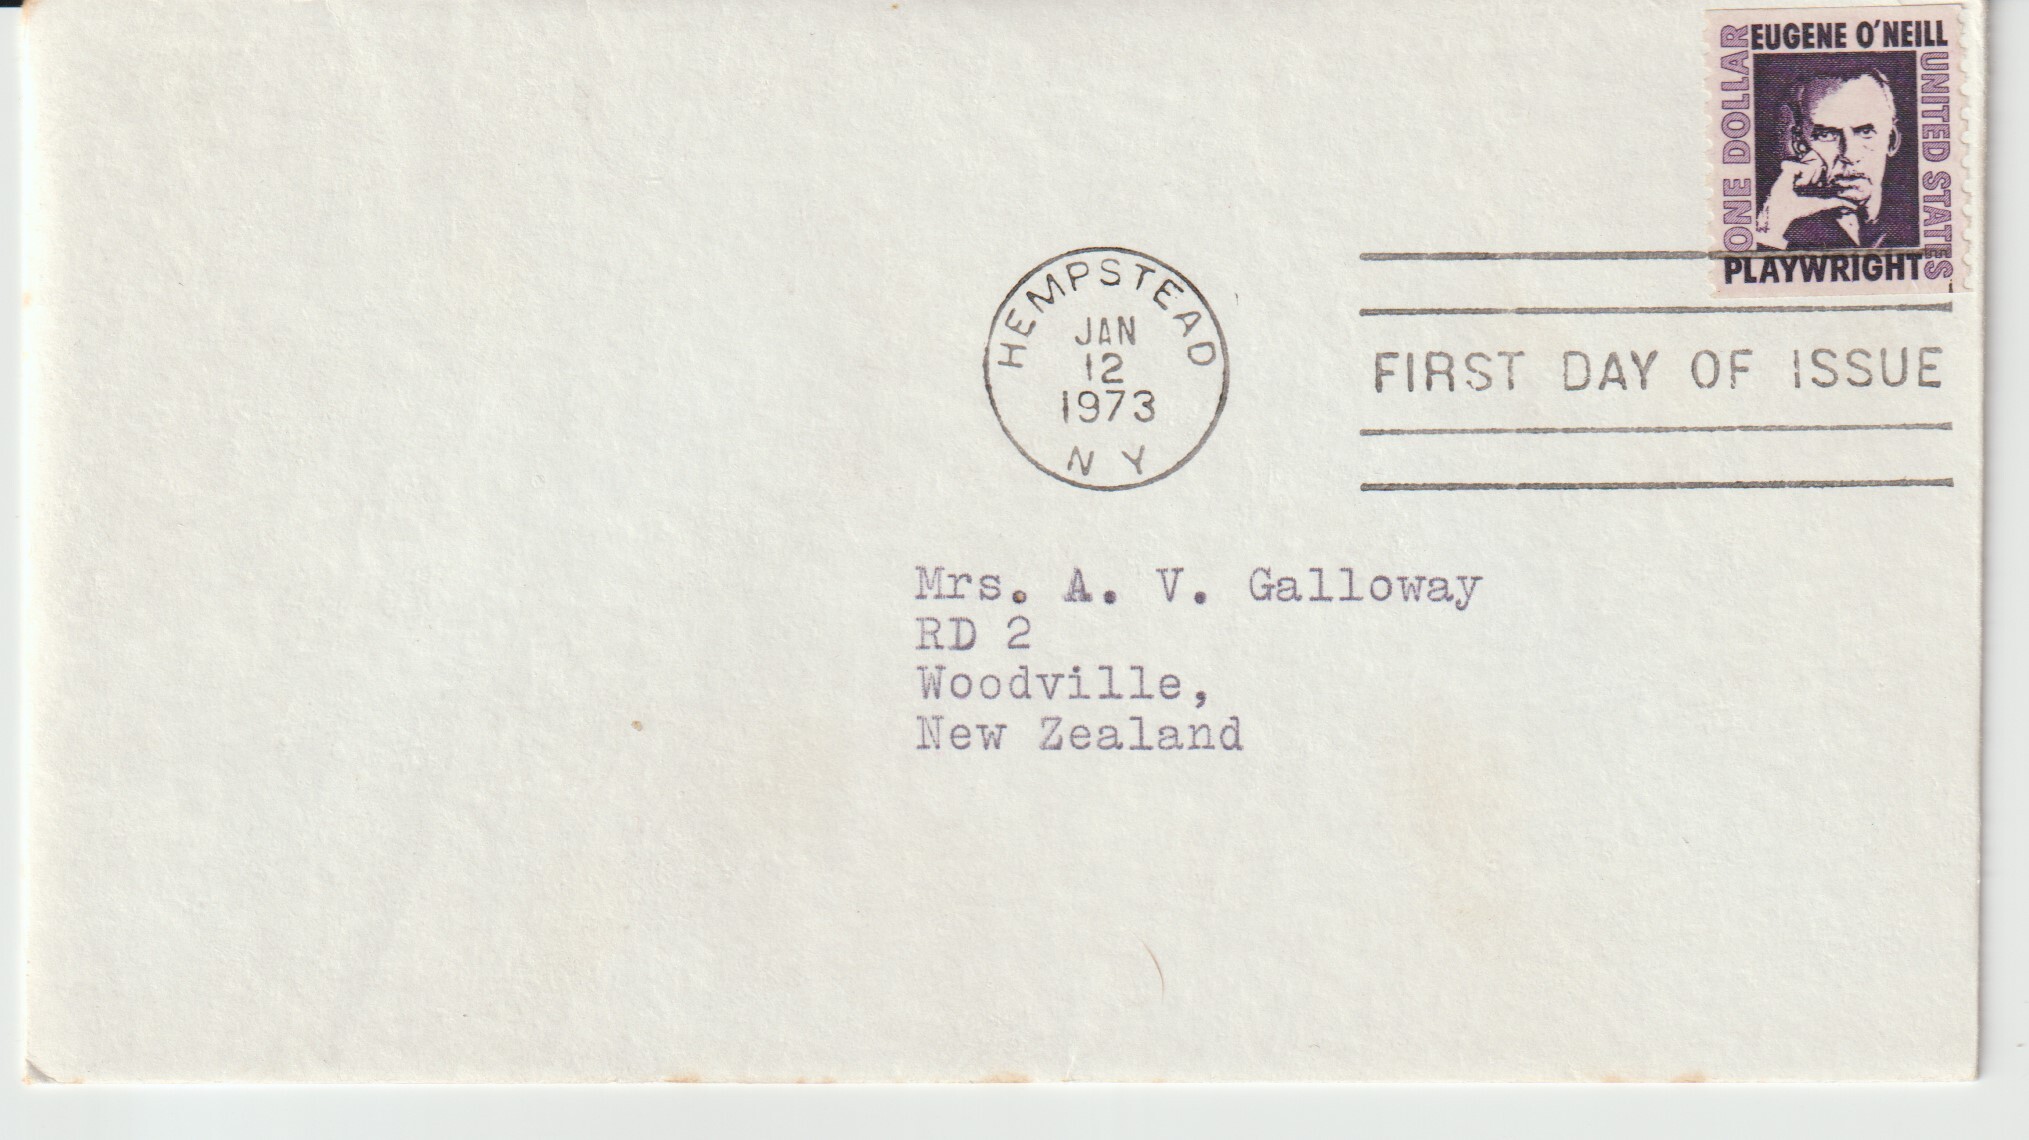 EUGENE O'NEILL
ONE DOLLAR
UNITED STATES
PLAYWRIGHT
HEMPSTEAD
JAN
12
1973
N Y
FIRST DAY OF ISSUE
Mrs. A. V. Galloway
RD 2
Woodville,
New Zealand